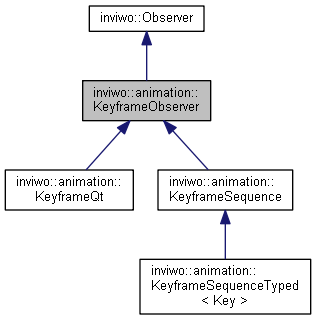 inviwo::Observer
inviwo::animation::
KeyframeObserver
inviwo::animation::
KeyframeQt
inviwo::animation::
KeyframeSequence
inviwo::animation::
KeyframeSequenceTyped
< Key >